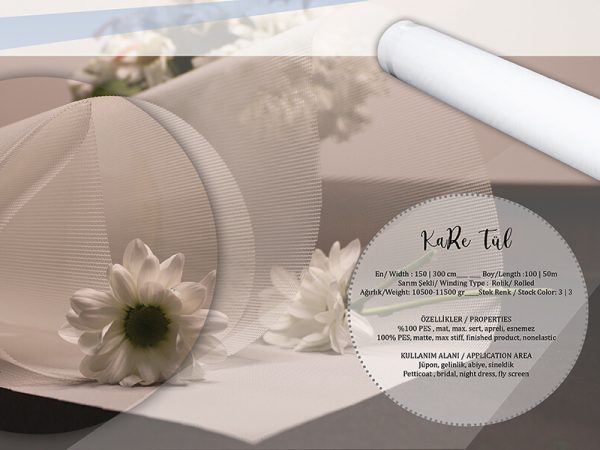 KaRe Tül
En/ Width : 150 | 300 cm____ ____ Boy/Length :100 | 50m
Sarım Şekli/ Winding Type : Rolik/ Rolled
Ağırlık/Weight: 10500-11500 gr____Stok Renk / Stock Color: 3 | 3
ÖZELLİKLER / PROPERTIES
%100 PES , mat, max. sert, apreli, esnemez
100% PES, matte, max stiff, finished product, nonelastic
KULLANIM ALANI / APPLICATION AREA
Jüpon, gelinlik, abiye, sineklik
Petticoat , bridal, night dress, fly screen